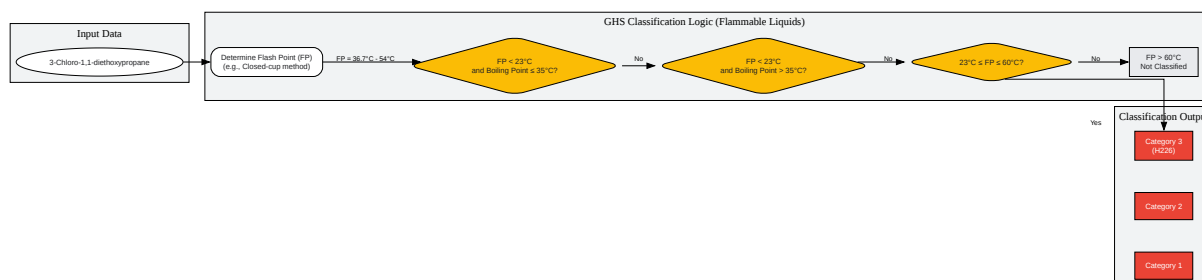 GHS Classification Logic (Flammable Liquids)
Input Data
3-Chloro-1,1-diethoxypropane
Determine Flash Point (FP)
(e.g., Closed-cup method)
FP = 36.7°C - 54°C
FP < 23°C
and Boiling Point ≤ 35°C?
No
FP < 23°C
and Boiling Point > 35°C?
No
23°C ≤ FP ≤ 60°C?
No
FP > 60°C
Not Classified
Yes
Classification Outpu
Category 3
(H226)
Category 2
Category 1